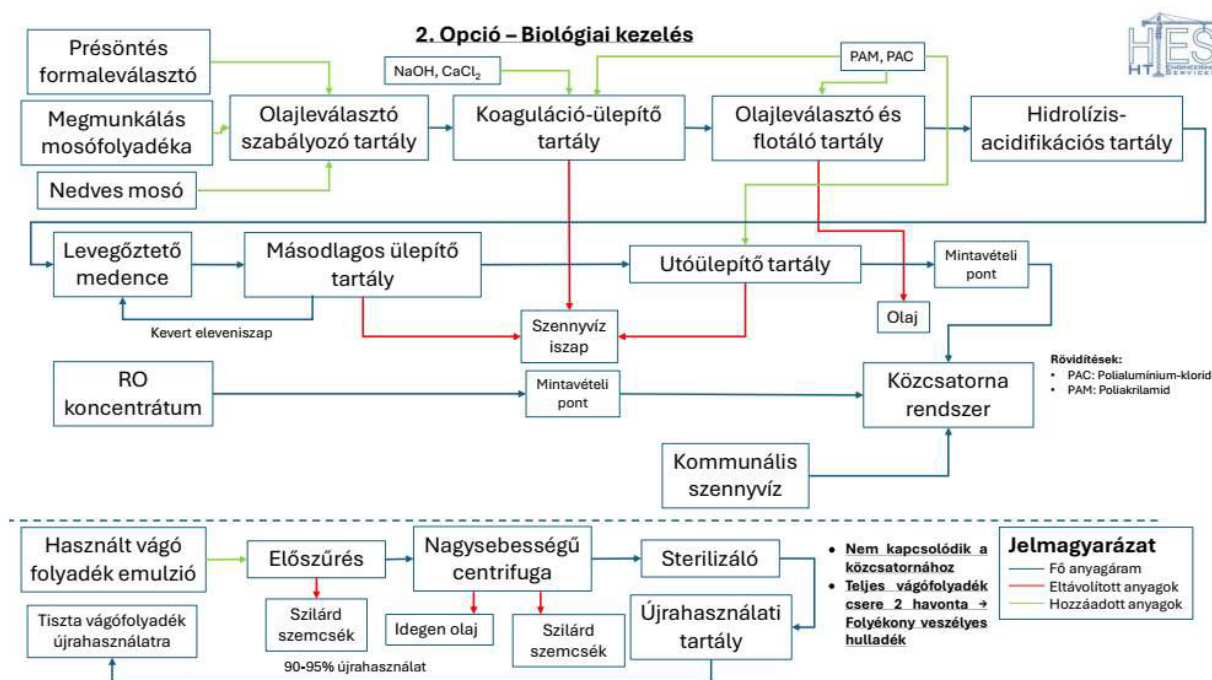 2. Opció – Biológiai kezelés
HES
HT ENGINEERING
SERVICES
Présöntés
formaleválasztó
NaOH, CaCl₂
PAM, PAC
Megmunkálás
mosófolyadéka
Olajleválasztó
szabályozó tartály
Koaguláció-ülepítő
tartály
Olajleválasztó és
flotáló tartály
Hidrolízis-
acidifikációs tartály
Nedves mosó
Levegőztető
medence
Másodlagos ülepítő
tartály
Utóülepítő tartály
Mintavételi
pont
Kevert eleveniszap
Szennyvíz
iszap
Olaj
RO
koncentrátum
Mintavételi
pont
Közcsatorna
rendszer
Rövidítések:
• PAC: Polialumínium-klorid
• PAM: Poliakrilamid
Kommunális
szennyvíz
Használt vágó
folyadék emulzió
Előszűrés
Nagysebességű
centrifuga
Sterilizáló
• Nem kapcsolódik a
közcsatornához
• Teljes vágófolyadék
csere 2 havonta →
Folyékony veszélyes
hulladék
Jelmagyarázat
Fő anyagáram
Eltávolított anyagok
Hozzáadott anyagok
Tiszta vágófolyadék
újrahasználatra
Szilárd
szemcsék
Idegen olaj
Szilárd
szemcsék
Újrahasználati
tartály
90-95% újrahasználat